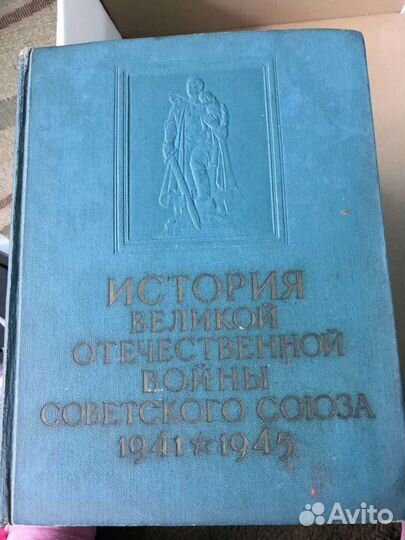 ИСТОРИЯ
ВЕЛИКОЙ
ОТЕЧЕСТВЕННОЙ
ВОЙНЫ
СОВЕТСКОГО СОЮЗА
1941★1945
Avito